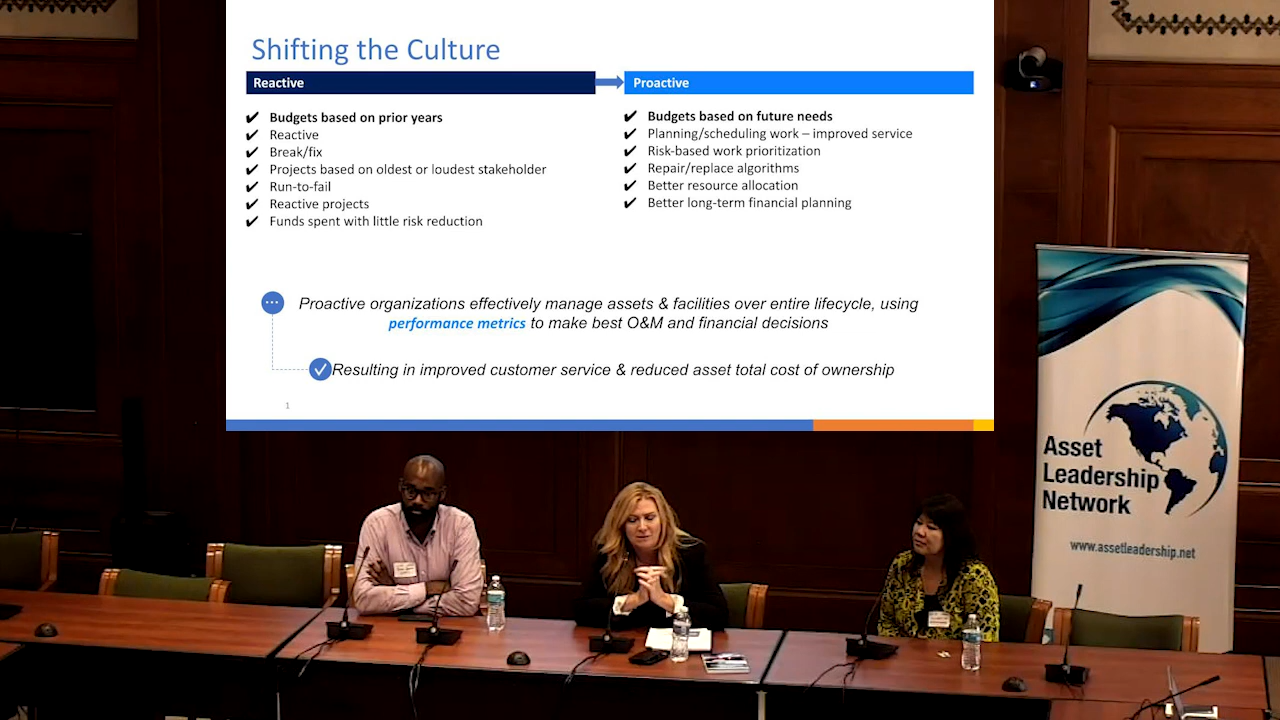 Shifting the Culture
Reactive
Proactive
✔ Budgets based on prior years
✔ Reactive
✔ Break/fix
✔ Projects based on oldest or loudest stakeholder
✔ Run-to-fail
✔ Reactive projects
✔ Funds spent with little risk reduction
✔ Budgets based on future needs
✔ Planning/scheduling work – improved service
✔ Risk-based work prioritization
✔ Repair/replace algorithms
✔ Better resource allocation
✔ Better long-term financial planning
Proactive organizations effectively manage assets & facilities over entire lifecycle, using
performance metrics to make best O&M and financial decisions
Resulting in improved customer service & reduced asset total cost of ownership
1
Asset
Leadership
Network
www.assetleadership.net